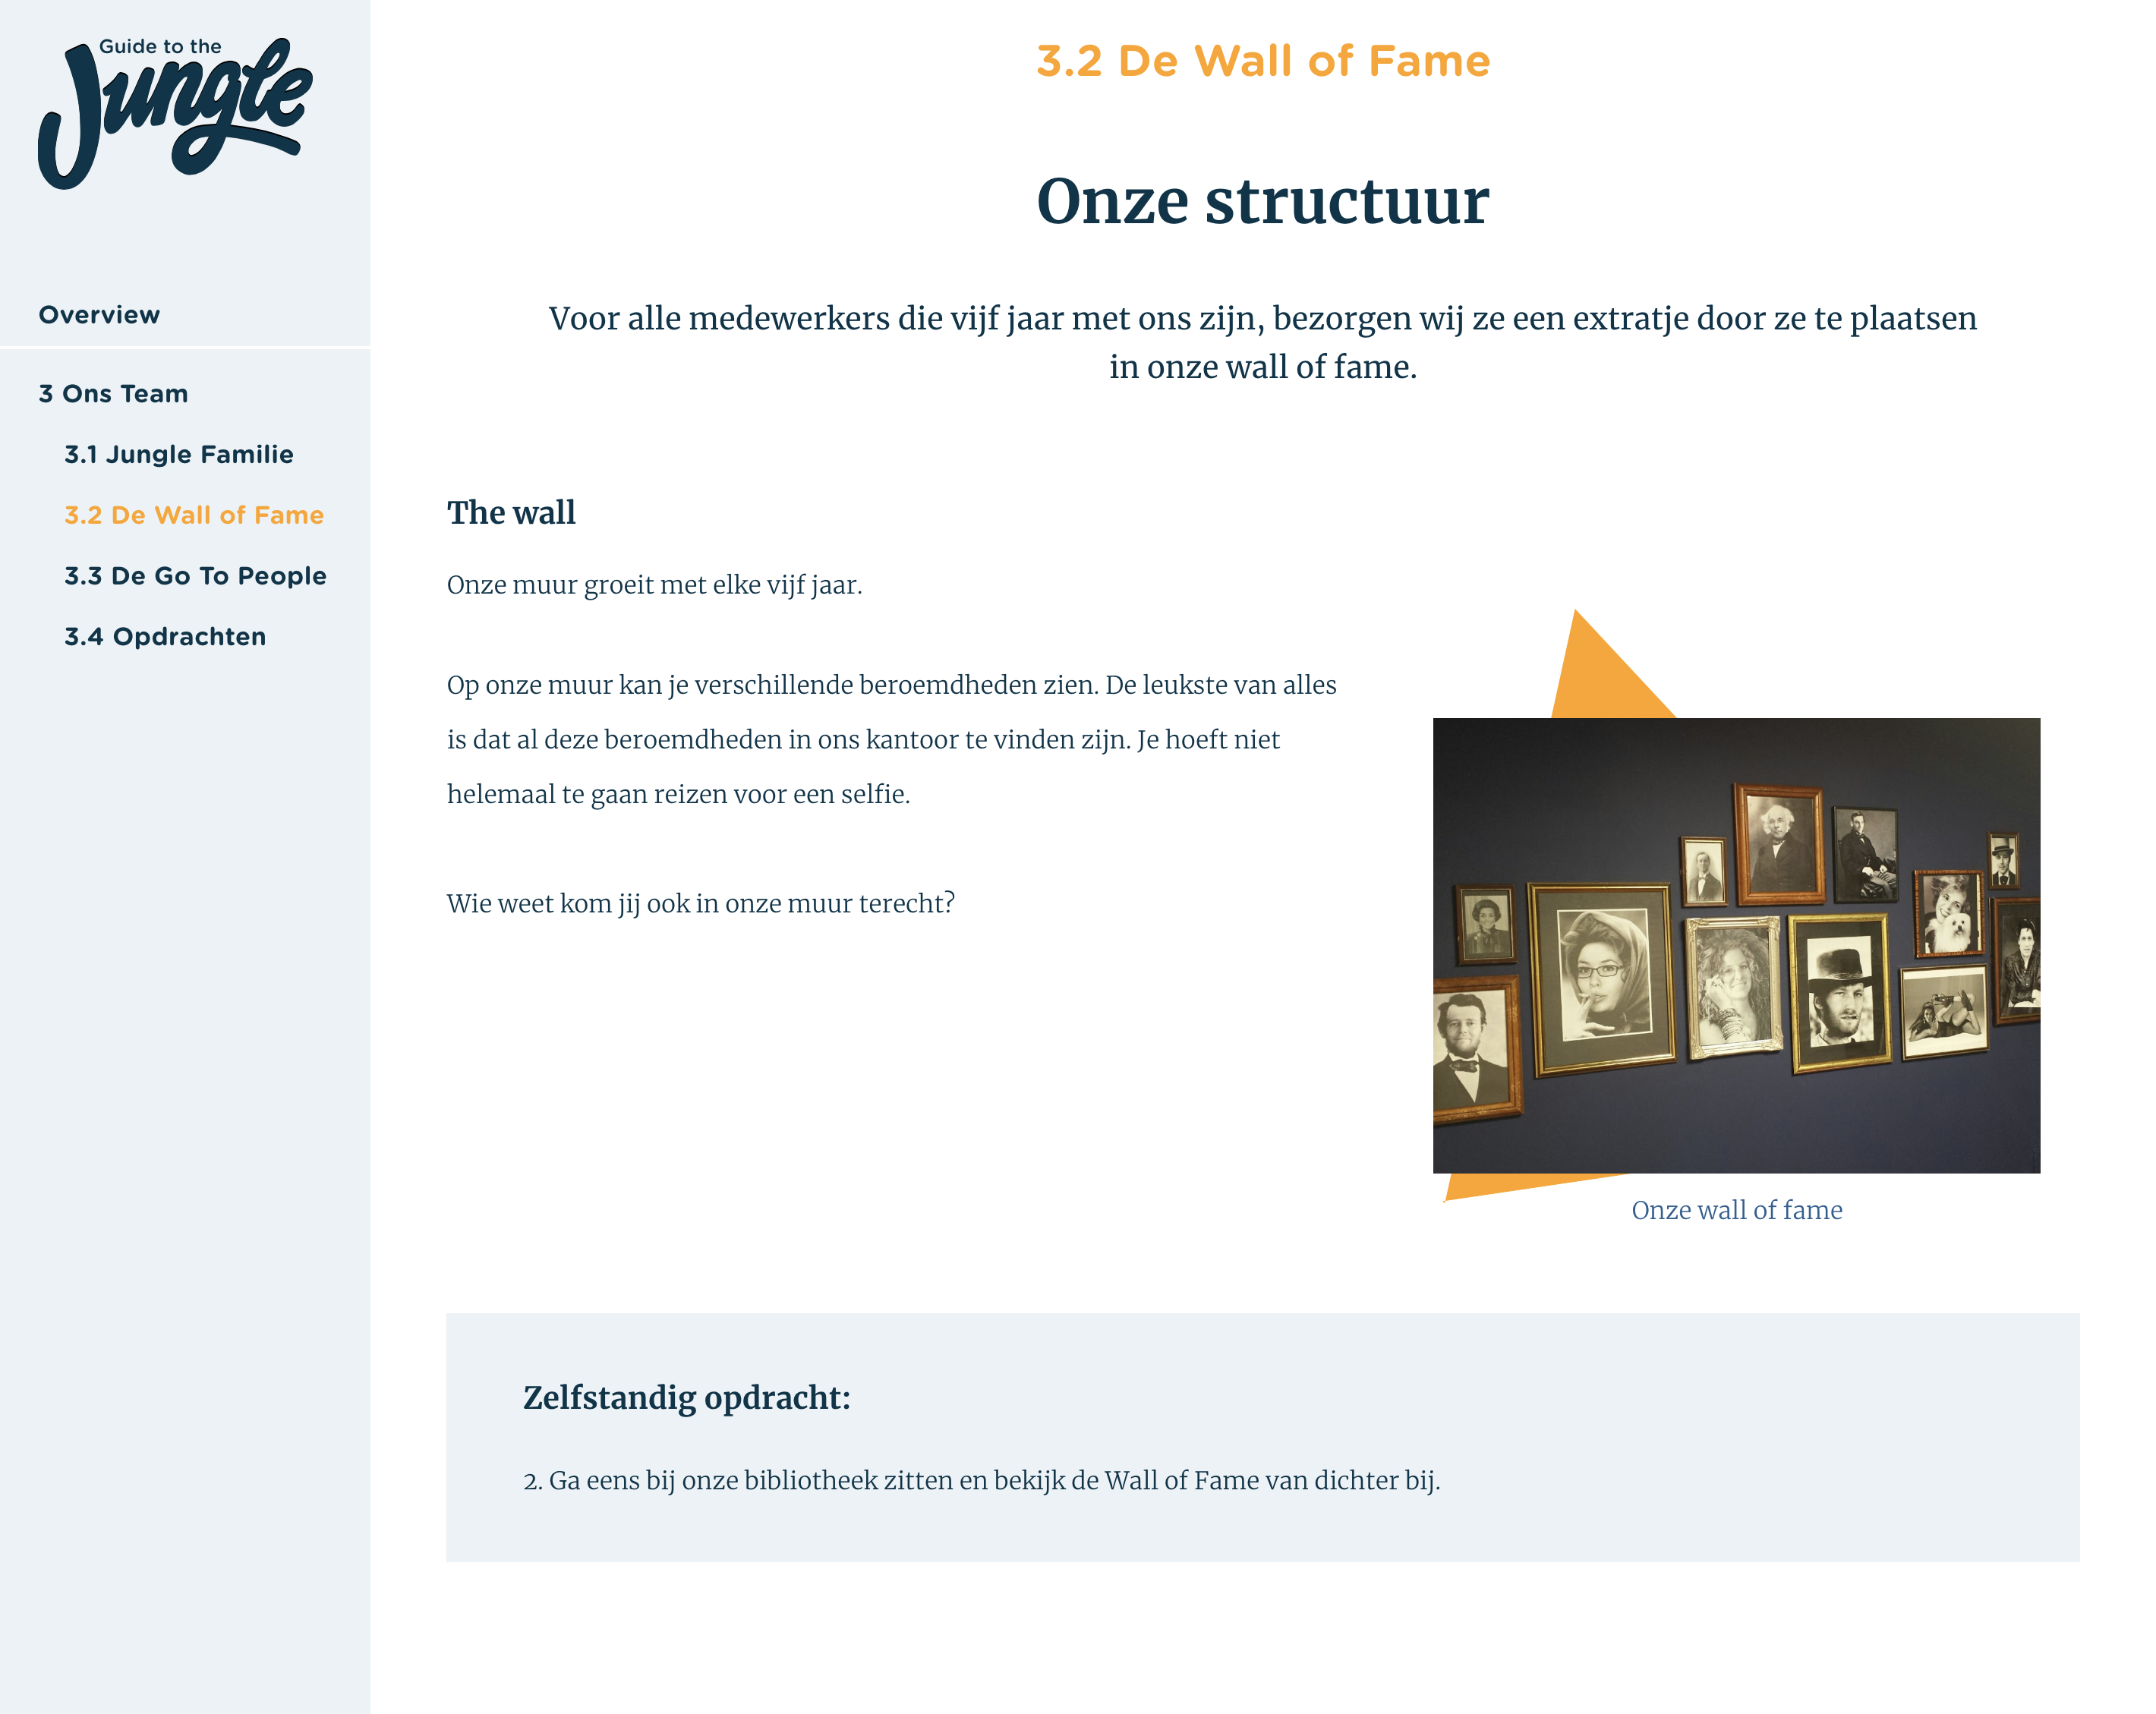 Guide to the
Jungle
Overview
3 Ons Team
3.1 Jungle Familie
3.2 De Wall of Fame
3.3 De Go To People
3.4 Opdrachten
3.2 De Wall of Fame
Onze structuur
Voor alle medewerkers die vijf jaar met ons zijn, bezorgen wij ze een extratje door ze te plaatsen
in onze wall of fame.
The wall
Onze muur groeit met elke vijf jaar.
Op onze muur kan je verschillende beroemdheden zien. De leukste van alles
is dat al deze beroemdheden in ons kantoor te vinden zijn. Je hoeft niet
helemaal te gaan reizen voor een selfie.
Wie weet kom jij ook in onze muur terecht?
Onze wall of fame
Zelfstandig opdracht:
2. Ga eens bij onze bibliotheek zitten en bekijk de Wall of Fame van dichter bij.